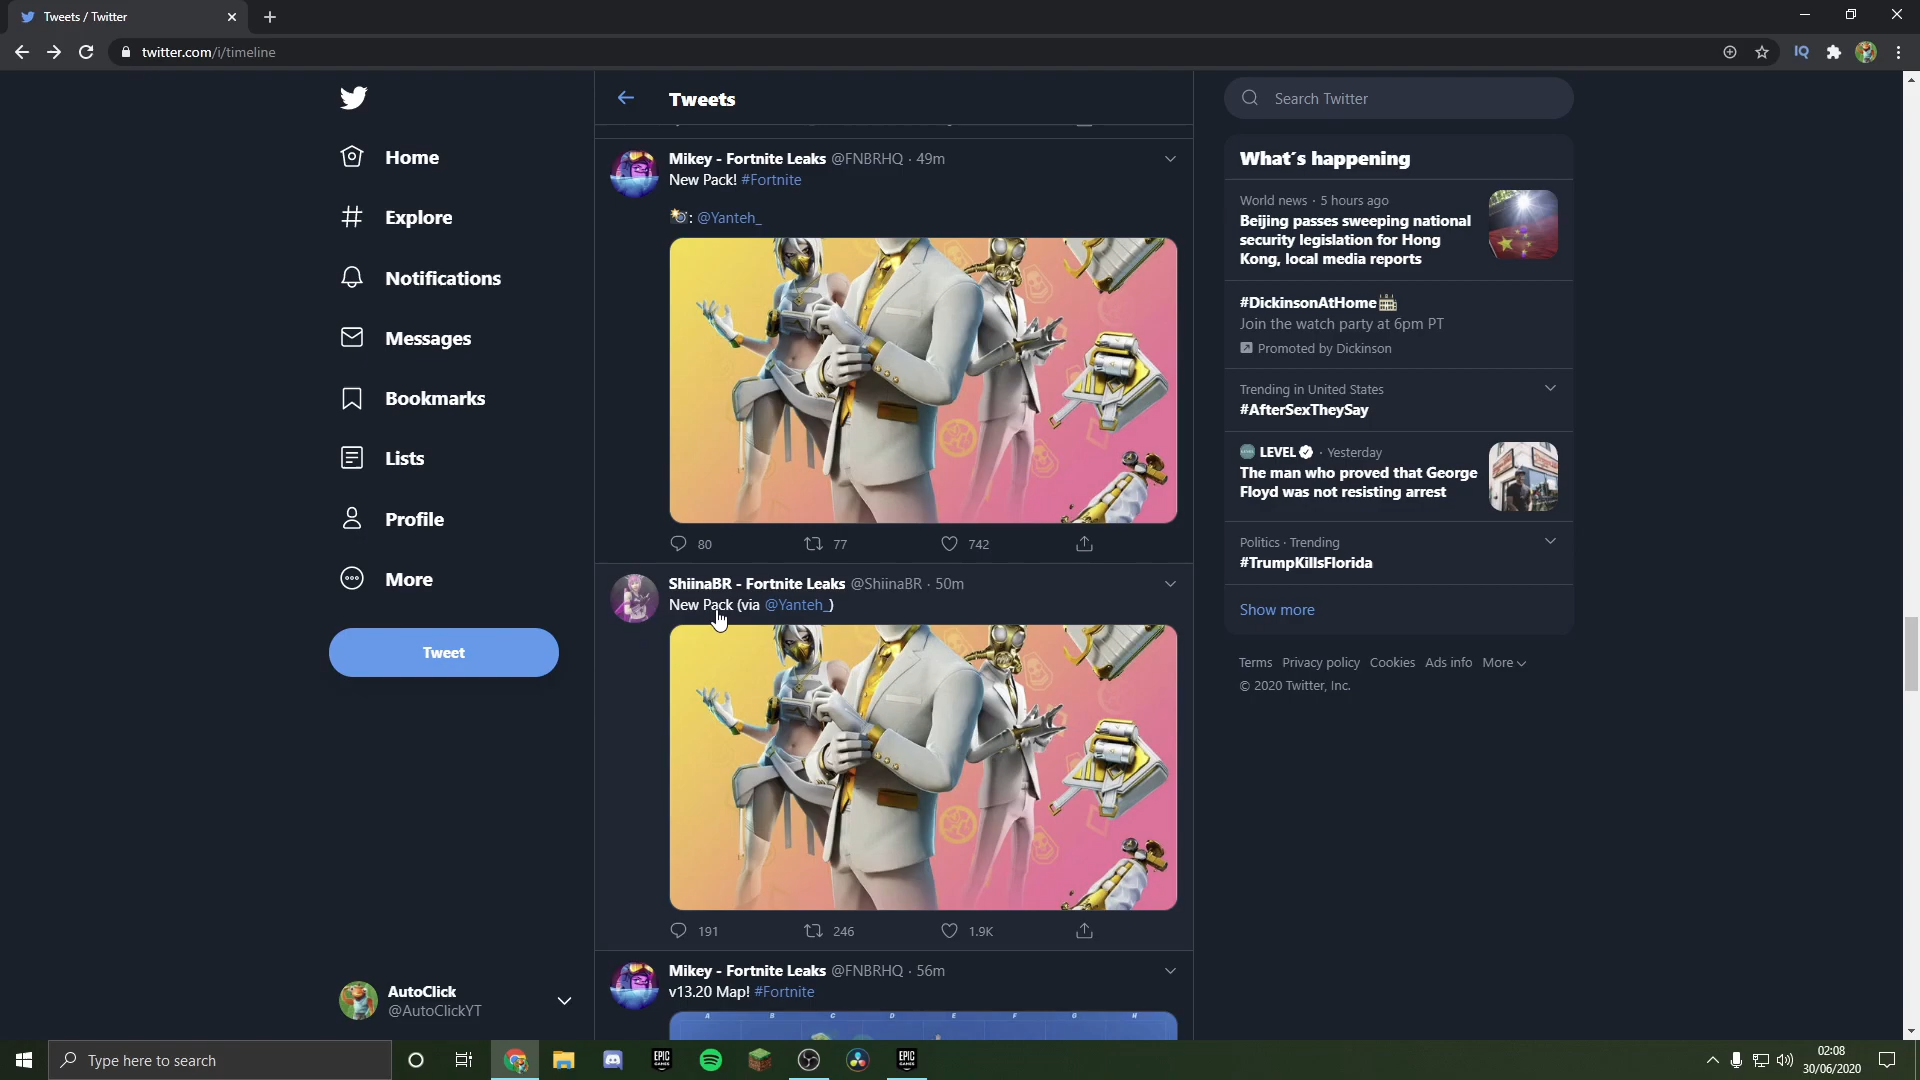 Tweets / Twitter
twitter.com/i/timeline
IQ
Home
Explore
Notifications
Messages
Bookmarks
Lists
Profile
More
Tweet
AutoClick
@AutoClickYT
Tweets
Mikey - Fortnite Leaks @FNBRHQ · 49m
New Pack! #Fortnite
: @Yanteh_
80 77 742
ShiinaBR - Fortnite Leaks @ShiinaBR · 50m
New Pack (via @Yanteh_)
191 246 1.9K
Mikey - Fortnite Leaks @FNBRHQ · 56m
v13.20 Map! #Fortnite
A B C D E F G H
Search Twitter
What´s happening
World news · 5 hours ago
Beijing passes sweeping national
security legislation for Hong
Kong, local media reports
#DickinsonAtHome
Join the watch party at 6pm PT
Promoted by Dickinson
Trending in United States
#AfterSexTheySay
LEVEL · Yesterday
The man who proved that George
Floyd was not resisting arrest
Politics · Trending
#TrumpKillsFlorida
Show more
Terms Privacy policy Cookies Ads info More
© 2020 Twitter, Inc.
Type here to search
EPIC GAMES
EPIC GAMES
02:08
30/06/2020